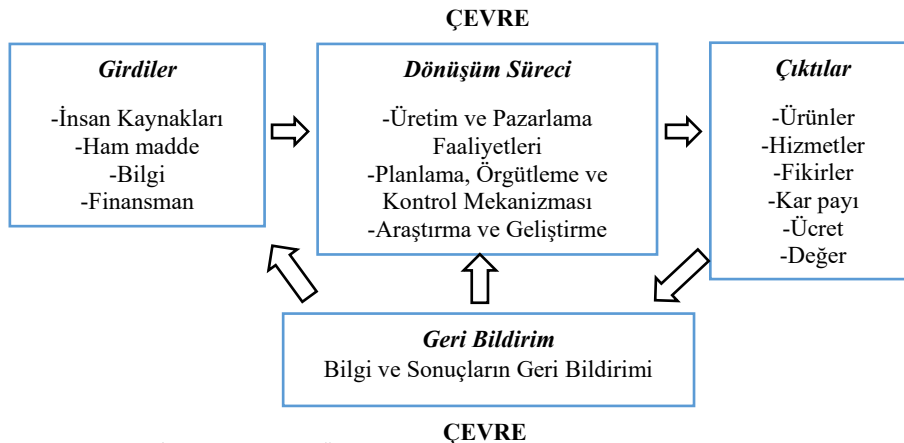 ÇEVRE
Girdiler
-İnsan Kaynakları
-Ham madde
-Bilgi
-Finansman
Dönüşüm Süreci
-Üretim ve Pazarlama
Faaliyetleri
-Planlama, Örgütleme ve
Kontrol Mekanizması
-Araştırma ve Geliştirme
Çıktılar
-Ürünler
-Hizmetler
-Fikirler
-Kar payı
-Ücret
-Değer
Geri Bildirim
Bilgi ve Sonuçların Geri Bildirimi
ÇEVRE